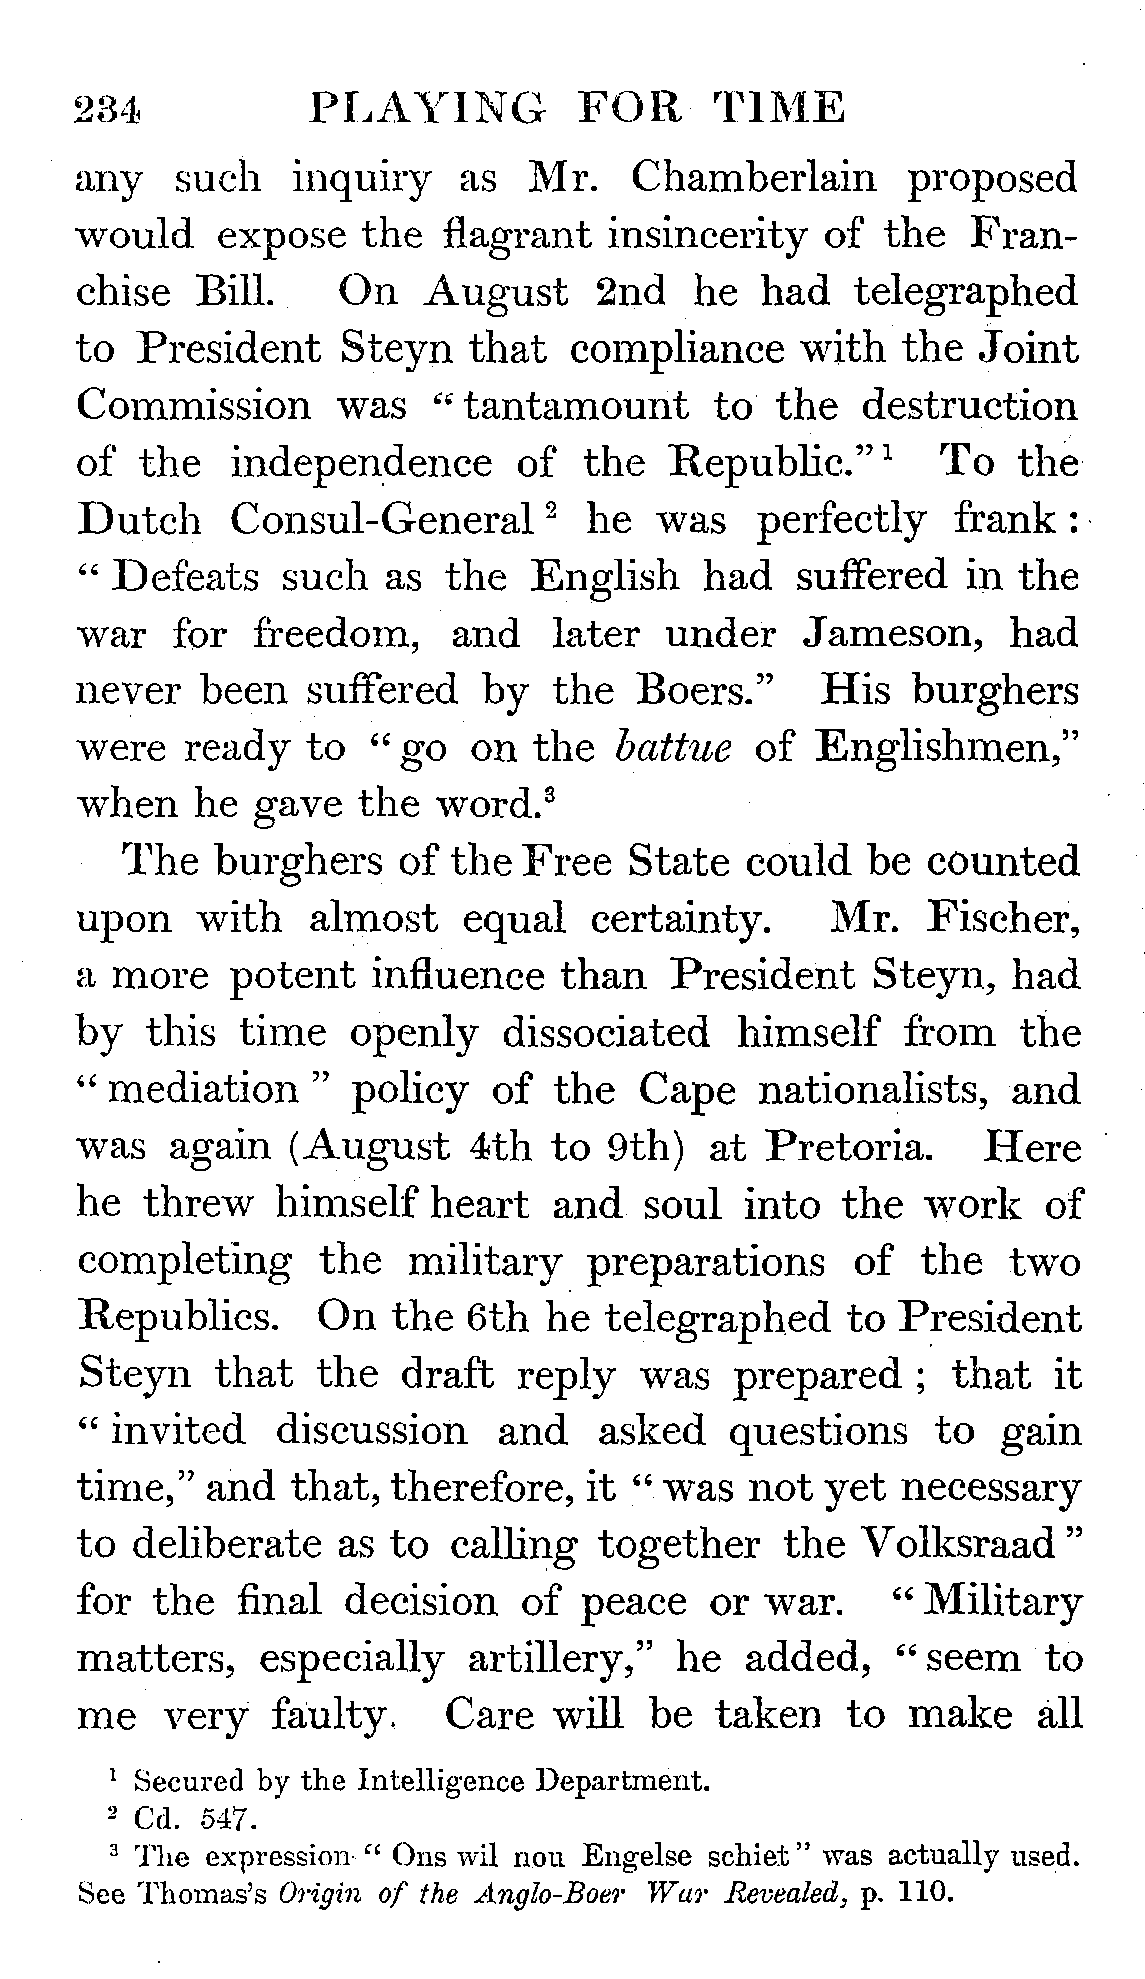 234 PLAYING FOR TIME
any such inquiry as Mr. Chamberlain proposed
would expose the flagrant insincerity of the Fran-
chise Bill. On August 2nd he had telegraphed
to President Steyn that compliance with the Joint
Commission was “ tantamount to the destruction
of the independence of the Republic.” ¹ To the
Dutch Consul-General ² he was perfectly frank :
“ Defeats such as the English had suffered in the
war for freedom, and later under Jameson, had
never been suffered by the Boers.” His burghers
were ready to “ go on the battue of Englishmen,”
when he gave the word.³
The burghers of the Free State could be counted
upon with almost equal certainty. Mr. Fischer,
a more potent influence than President Steyn, had
by this time openly dissociated himself from the
“ mediation ” policy of the Cape nationalists, and
was again (August 4th to 9th) at Pretoria. Here
he threw himself heart and soul into the work of
completing the military preparations of the two
Republics. On the 6th he telegraphed to President
Steyn that the draft reply was prepared ; that it
“ invited discussion and asked questions to gain
time,” and that, therefore, it “ was not yet necessary
to deliberate as to calling together the Volksraad ”
for the final decision of peace or war. “ Military
matters, especially artillery,” he added, “ seem to
me very faulty. Care will be taken to make all
¹ Secured by the Intelligence Department.
² Cd. 547.
³ The expression “ Ons wil nou Engelse schiet ” was actually used.
See Thomas’s Origin of the Anglo-Boer War Revealed, p. 110.